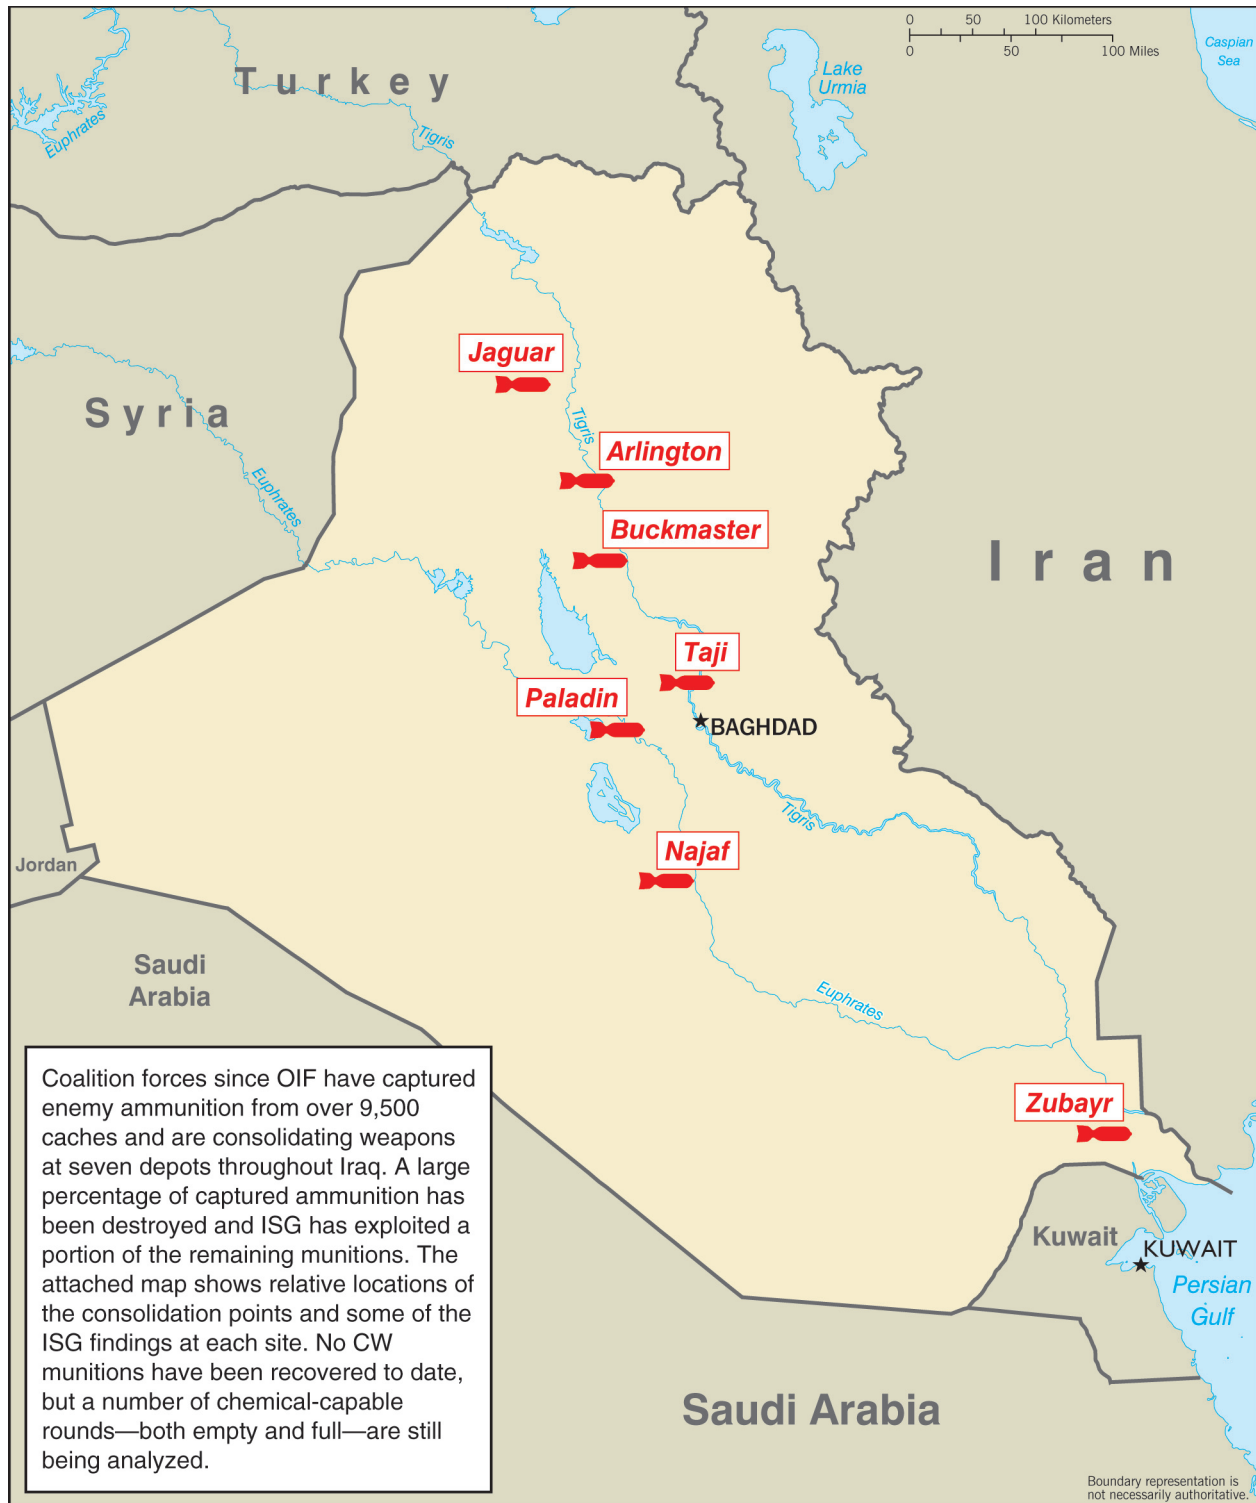 0 50 100 Kilometers
0 50 100 Miles
Caspian
Sea
Lake
Urmia
Turkey
Euphrates
Tigris
Jaguar
Syria
Tigris
Arlington
Euphrates
Buckmaster
Iran
Taji
Paladin
BAGHDAD
Tigris
Najaf
Jordan
Saudi
Arabia
Euphrates
Zubayr
Coalition forces since OIF have captured
enemy ammunition from over 9,500
caches and are consolidating weapons
at seven depots throughout Iraq. A large
percentage of captured ammunition has
been destroyed and ISG has exploited a
portion of the remaining munitions. The
attached map shows relative locations of
the consolidation points and some of the
ISG findings at each site. No CW
munitions have been recovered to date,
but a number of chemical-capable
rounds—both empty and full—are still
being analyzed.
Kuwait
KUWAIT
Persian
Gulf
Saudi Arabia
Boundary representation is
not necessarily authoritative.